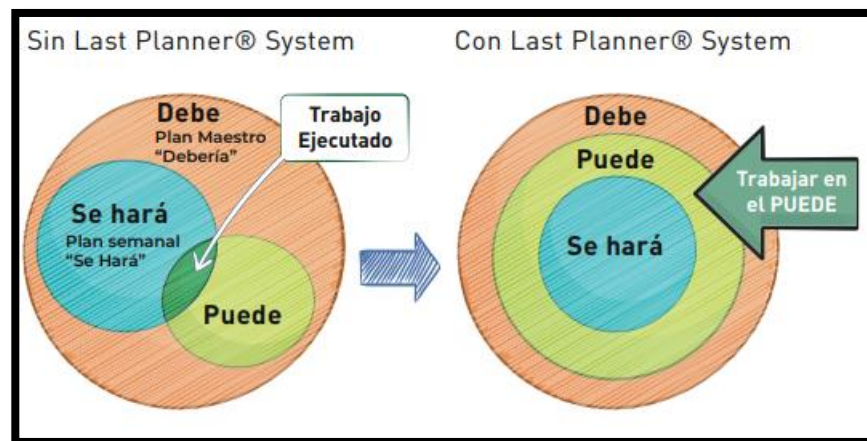 Sin Last Planner® System
Debe
Plan Maestro
“Debería”
Trabajo
Ejecutado
Se hará
Plan semanal
“Se Hará”
Puede
Con Last Planner® System
Debe
Puede
Se hará
Trabajar en
el PUEDE